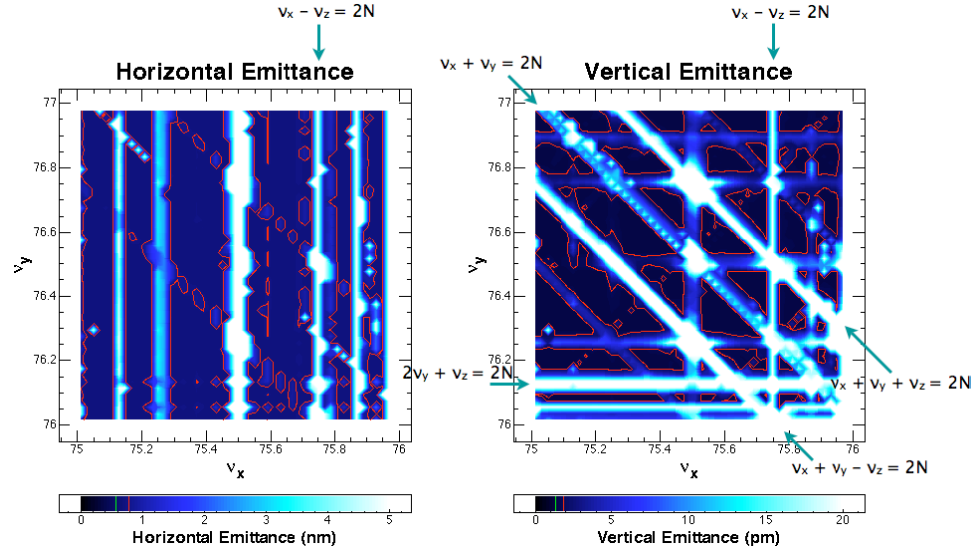 νx − νz = 2N
Horizontal Emittance
νy
77
76.8
76.6
76.4
76.2
76
75
75.2
75.4
75.6
75.8
76
νx
0
1
2
3
4
5
Horizontal Emittance (nm)
νx − νz = 2N
νx + νy = 2N
Vertical Emittance
νy
77
76.8
76.6
76.4
76.2
76
2νy + νz = 2N
νx + νy + νz = 2N
νx + νy − νz = 2N
75
75.2
75.4
75.6
75.8
76
νx
0
5
10
15
20
Vertical Emittance (pm)